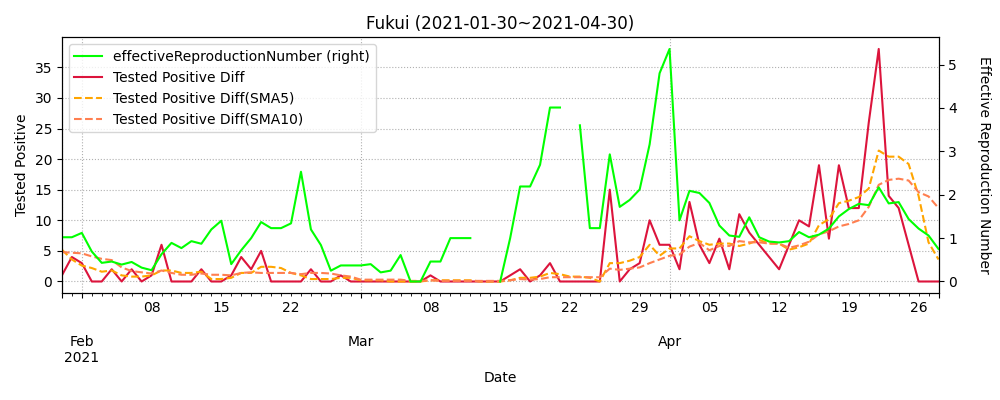 Fukui (2021-01-30~2021-04-30)
effectiveReproductionNumber (right)
Tested Positive Diff
Tested Positive Diff(SMA5)
Tested Positive Diff(SMA10)
Tested Positive
35
30
25
20
15
10
5
0
5
4
3
2
1
0
Effective Reproduction Number
08 15 22 08 15 22 29 05 12 19 26
Feb Mar Apr
2021
Date